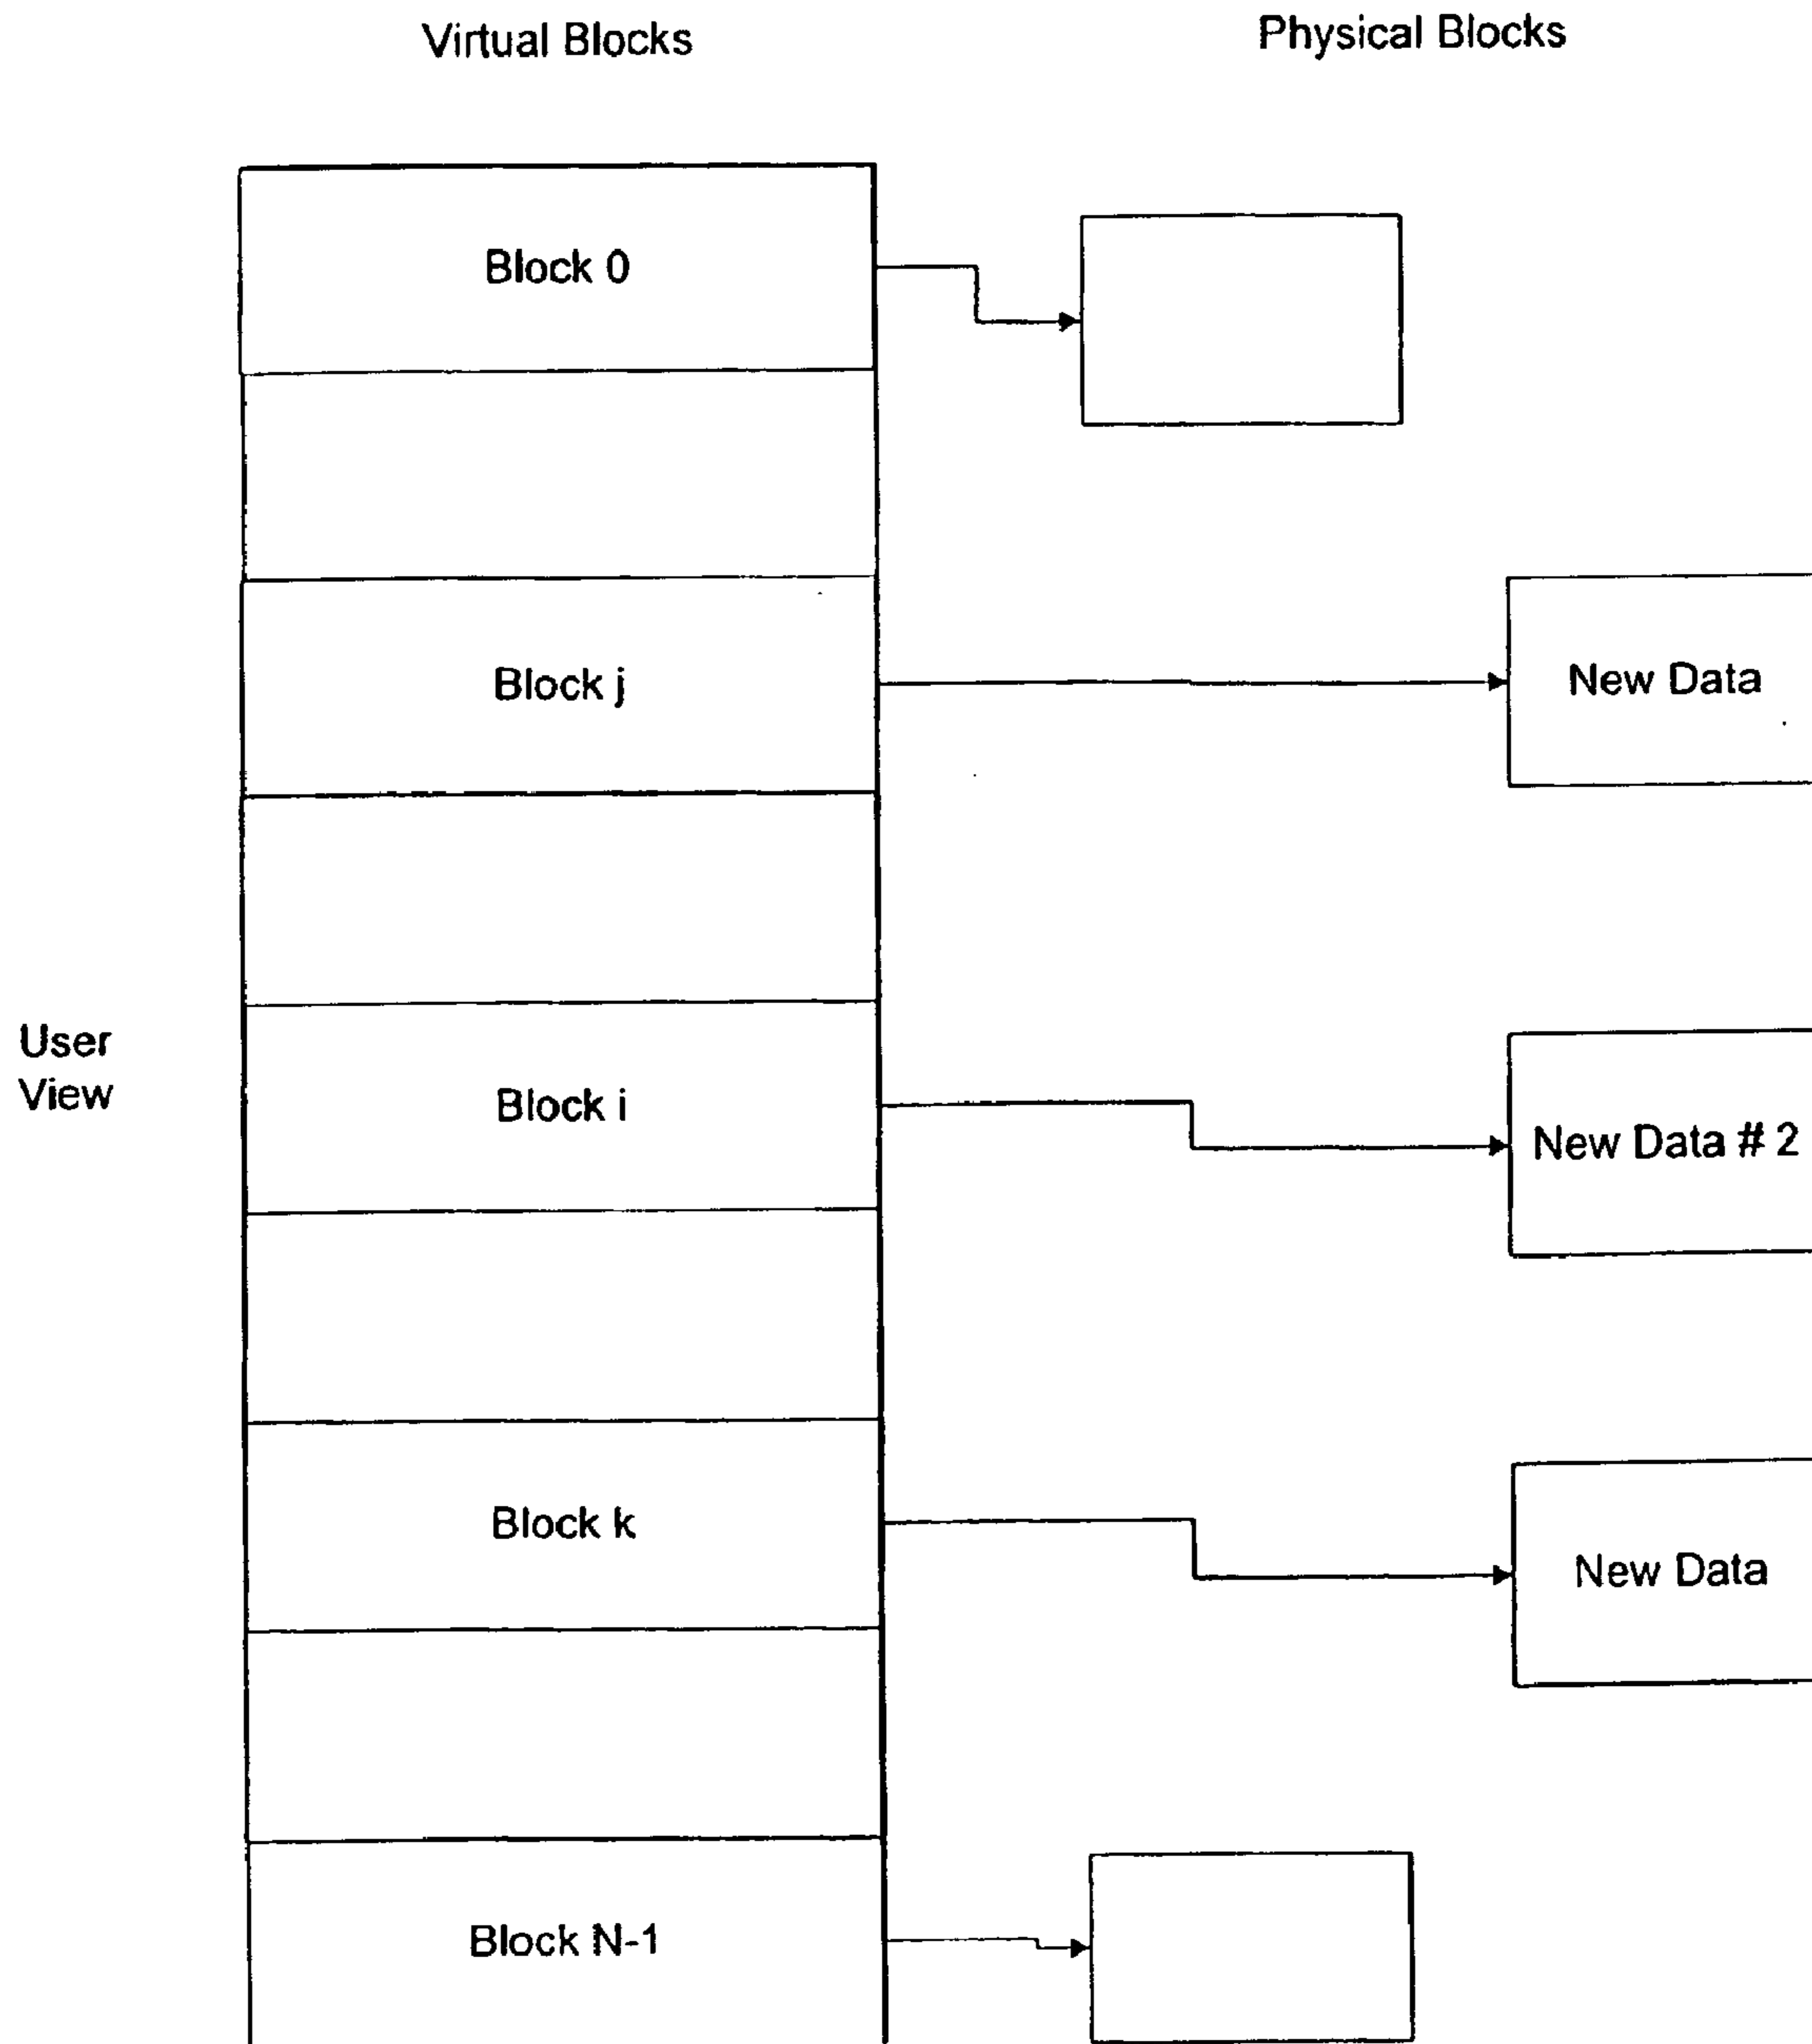 Virtual Blocks
Physical Blocks
Block 0
Block j
New Data
User
View
Block i
New Data # 2
Block k
New Data
Block N-1